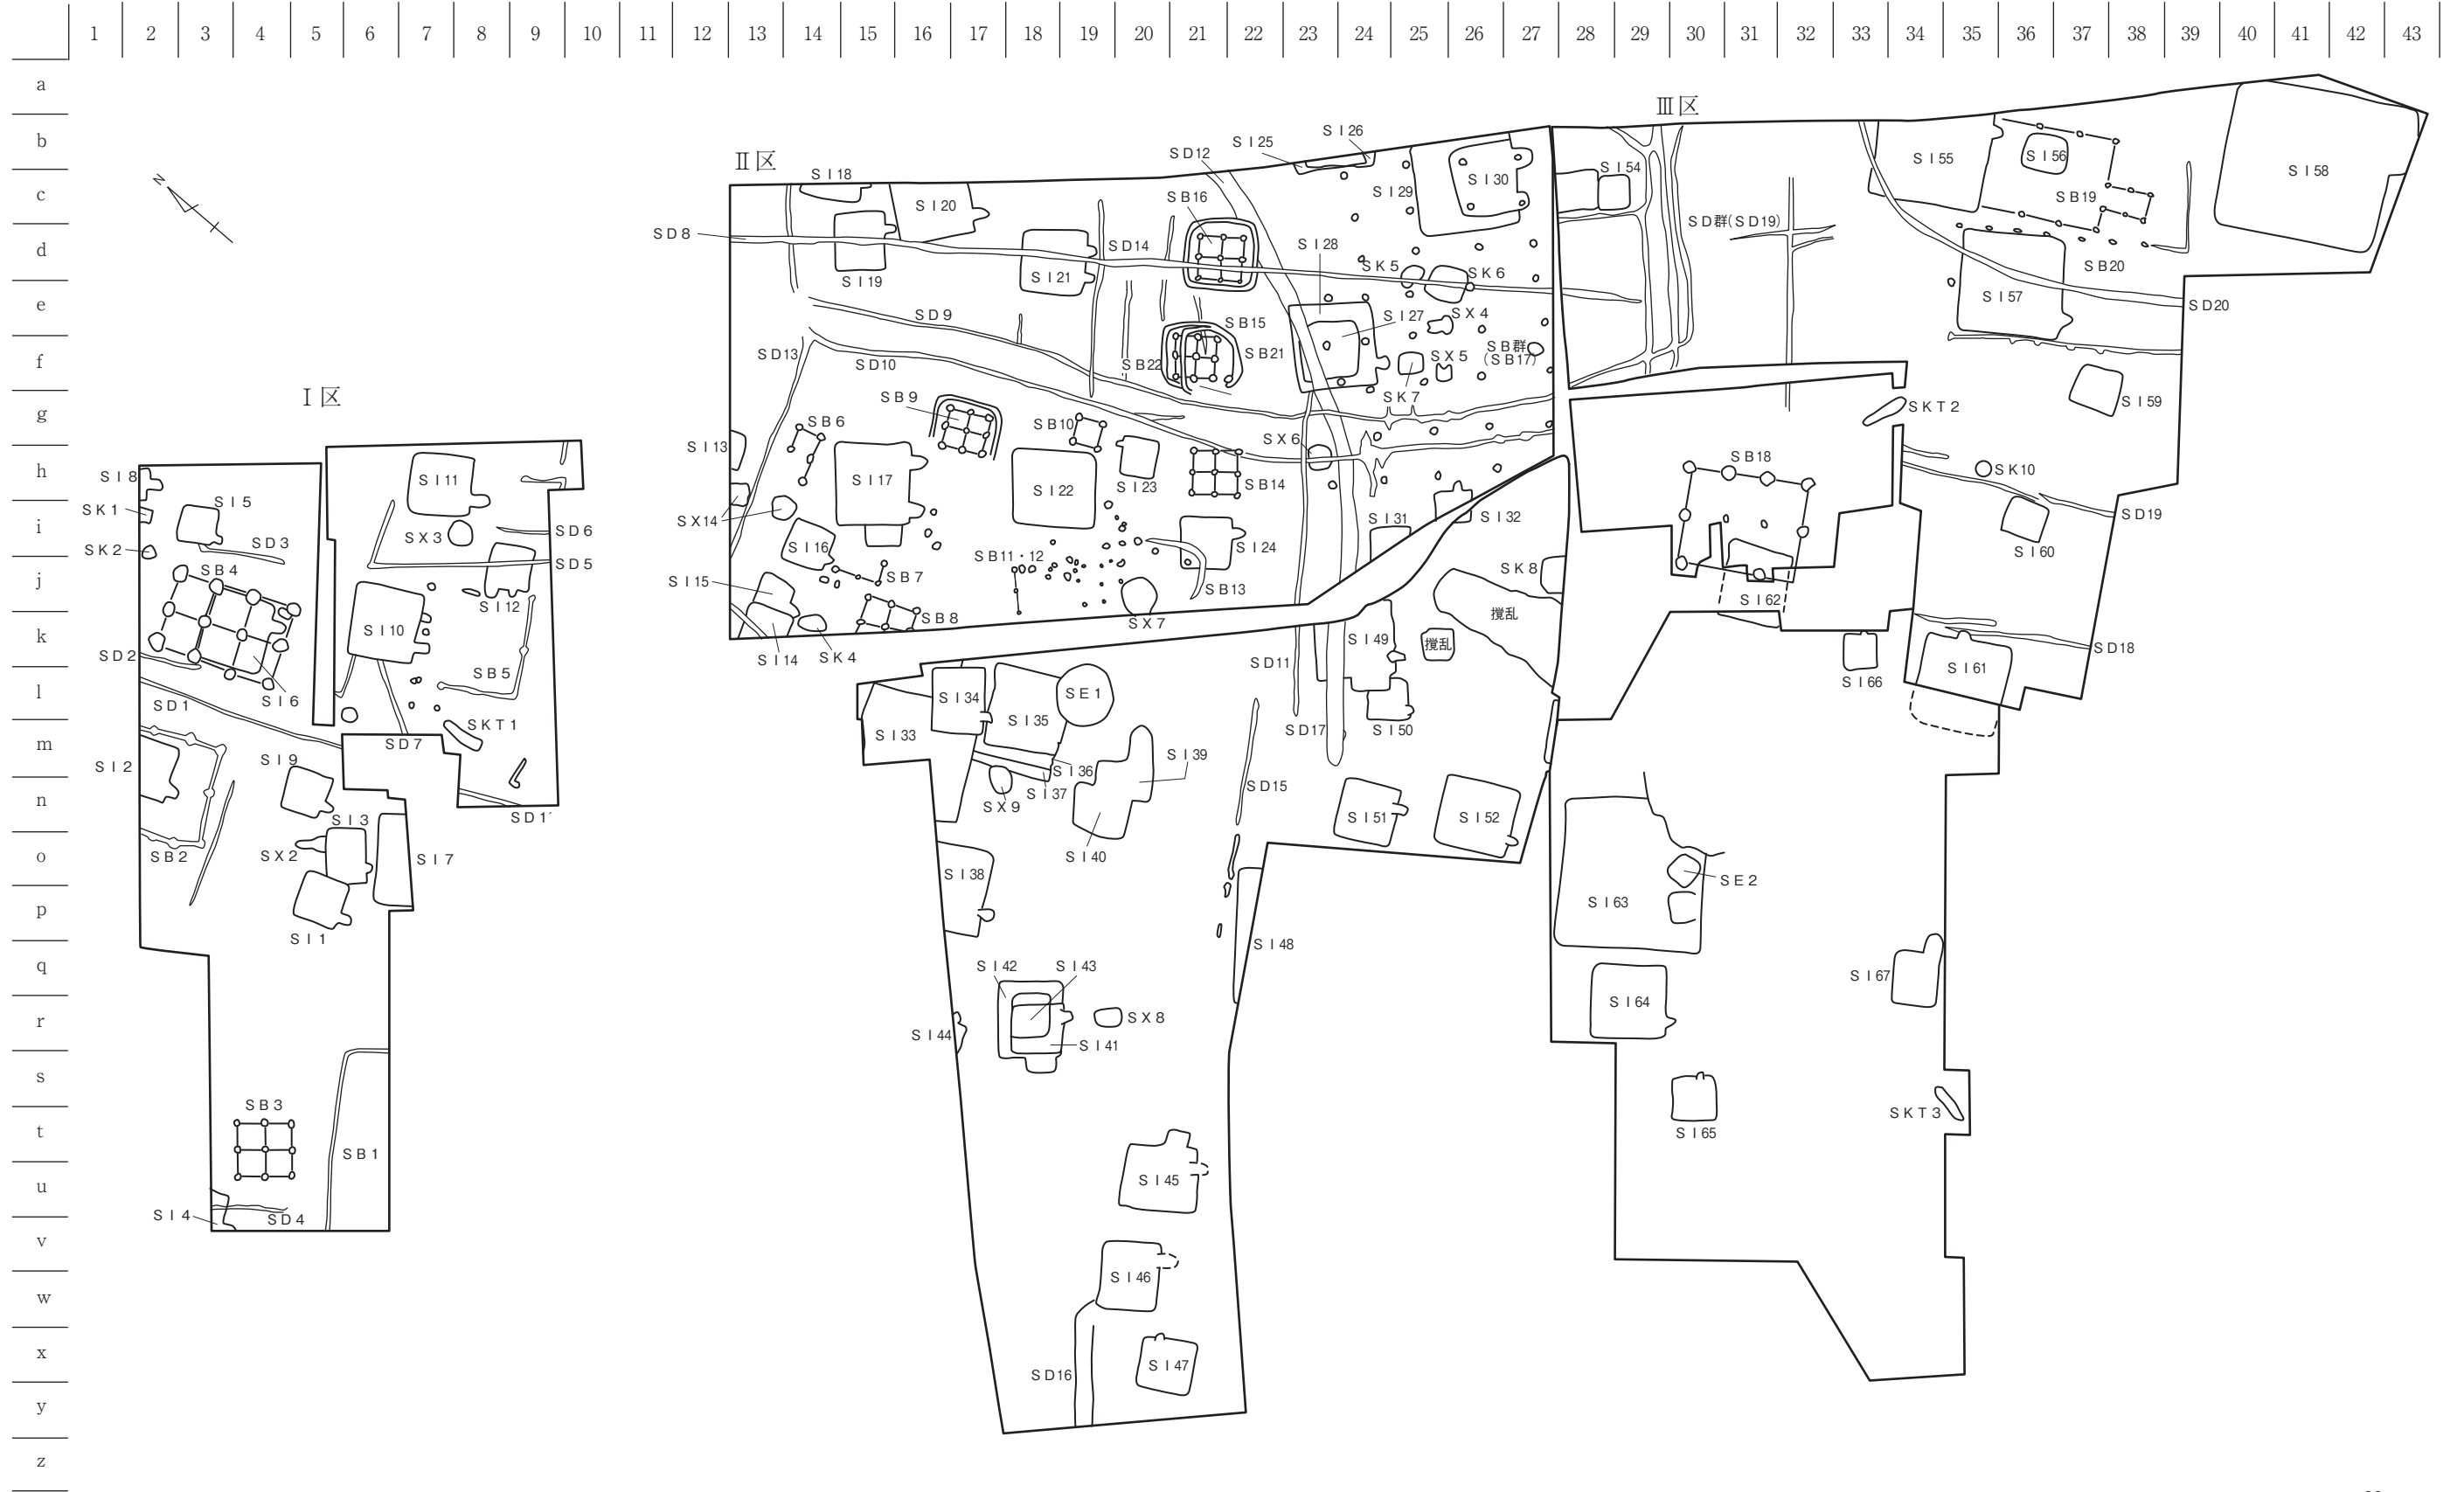 1 2 3 4 5 6 7 8 9 10 11 12 13 14 15 16 17 18 19 20 21 22 23 24 25 26 27 28 29 30 31 32 33 34 35 36 37 38 39 40 41 42 43
a
b
c
d
e
f
g
h
i
j
k
l
m
n
o
p
q
r
s
t
u
v
w
x
y
z
N
Ⅰ区
SI8
SK1
SK2
SI5
SD3
SB4
SD2
SD1
SI6
SI2
SB2
SI9
SI3
SX2
SI1
SI7
SI11
SX3
SD6
SD5
SI12
SI10
SB5
SKT1
SD7
SD1´
SB3
SB1
SI4
SD4
Ⅱ区
SI18
SI20
SD8
SI19
SI21
SD14
SD12
SI25
SI26
SB16
SI29
SI30
SI28
SK5
SK6
SI27
SX4
SD9
SB15
SB21
SB22
SX5
SB群
(SB17)
SK7
SD13
SD10
SB9
SB6
SB10
SI13
SI17
SI22
SI23
SB14
SX6
SX14
SI16
SB11・12
SI24
SI31
SI32
SI15
SB7
SB8
SB13
SX7
SI14
SK4
SK8
撹乱
撹乱
SI49
SD11
SD17
SI50
SI34
SI35
SE1
SI33
SI36
SI37
SX9
SI39
SI40
SD15
SI51
SI52
SI38
SI48
SI42
SI43
SI44
SI41
SX8
SI45
SI46
SD16
SI47
Ⅲ区
SI54
SD群(SD19)
SI55
SI56
SB19
SB20
SI57
SI58
SD20
SI59
SKT2
SB18
SK10
SD19
SI60
SI62
SD18
SI61
SI66
SE2
SI63
SI64
SI67
SI65
SKT3